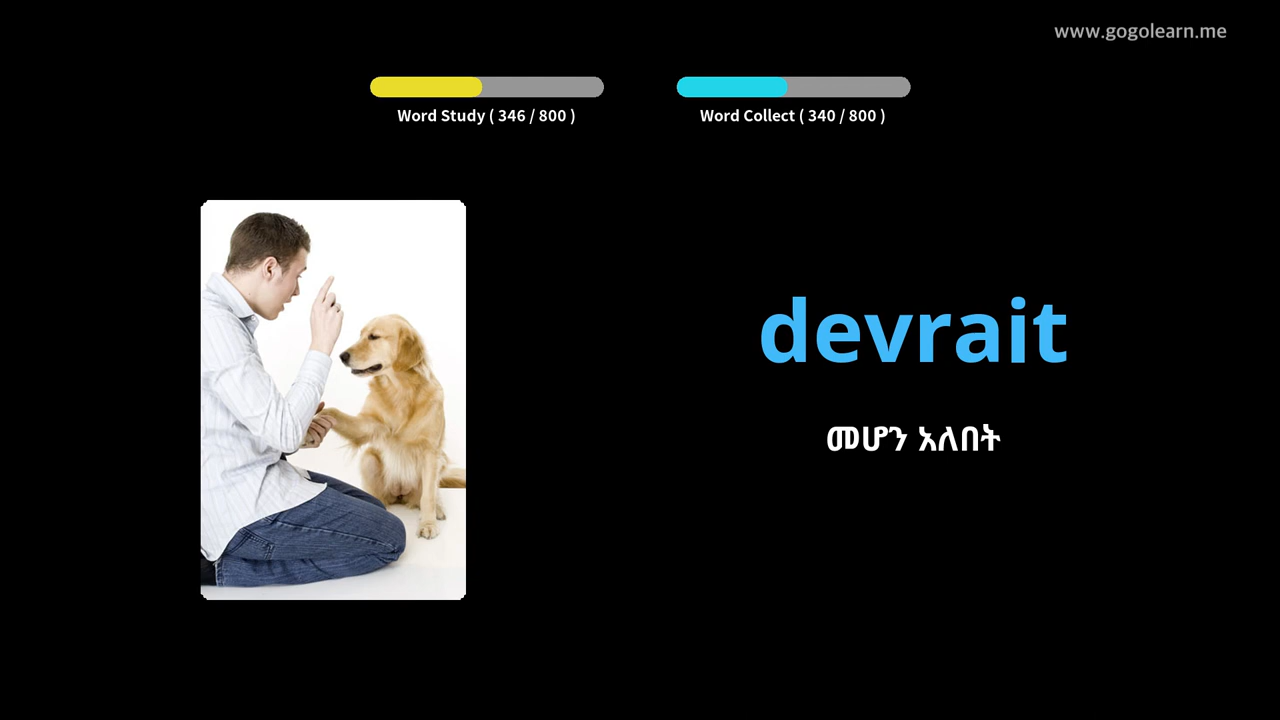 www.gogolearn.me
Word Study ( 346 / 800 )
Word Collect ( 340 / 800 )
devrait
መሆን አለበት